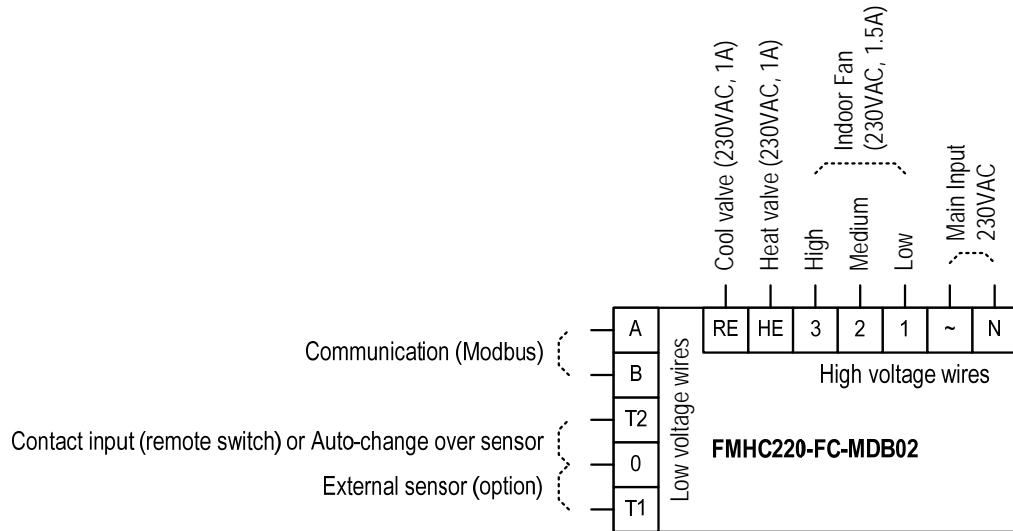 Cool valve (230VAC, 1A)
Heat valve (230VAC, 1A)
Indoor Fan
(230VAC, 1.5A)
High
Medium
Low
Main Input
230VAC
RE HE 3 2 1 ~ N
High voltage wires
Low voltage wires
A
Communication (Modbus)
B
T2
Contact input (remote switch) or Auto-change over sensor
0
External sensor (option)
T1
FMHC220-FC-MDB02